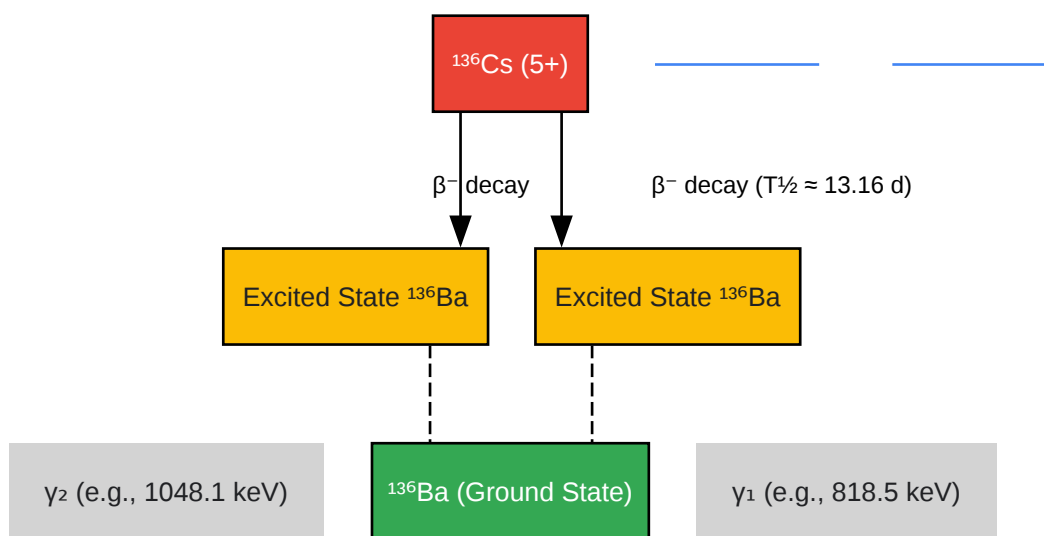 ¹³⁶Cs (5+)
β⁻ decay
β⁻ decay (T½ ≈ 13.16 d)
Excited State ¹³⁶Ba
Excited State ¹³⁶Ba
γ₂ (e.g., 1048.1 keV)
¹³⁶Ba (Ground State)
γ₁ (e.g., 818.5 keV)